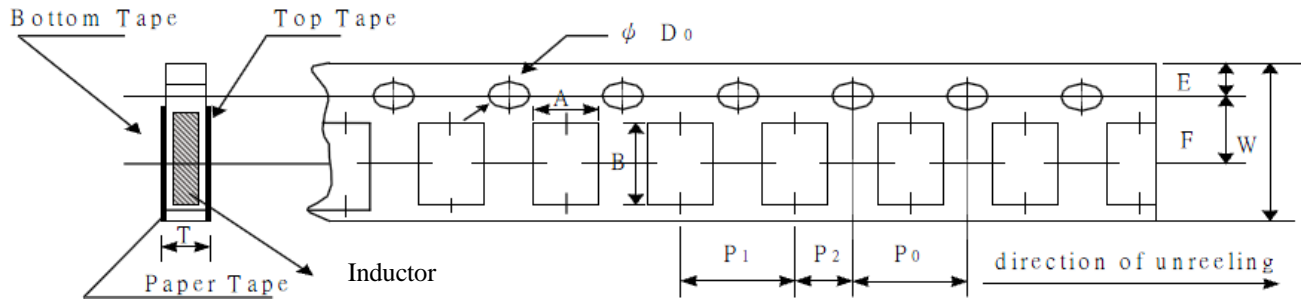 Bottom Tape
Top Tape
ϕ D0
A
E
B
F
W
T
P1
P2
P0
direction of unreeling
Inductor
Paper Tape